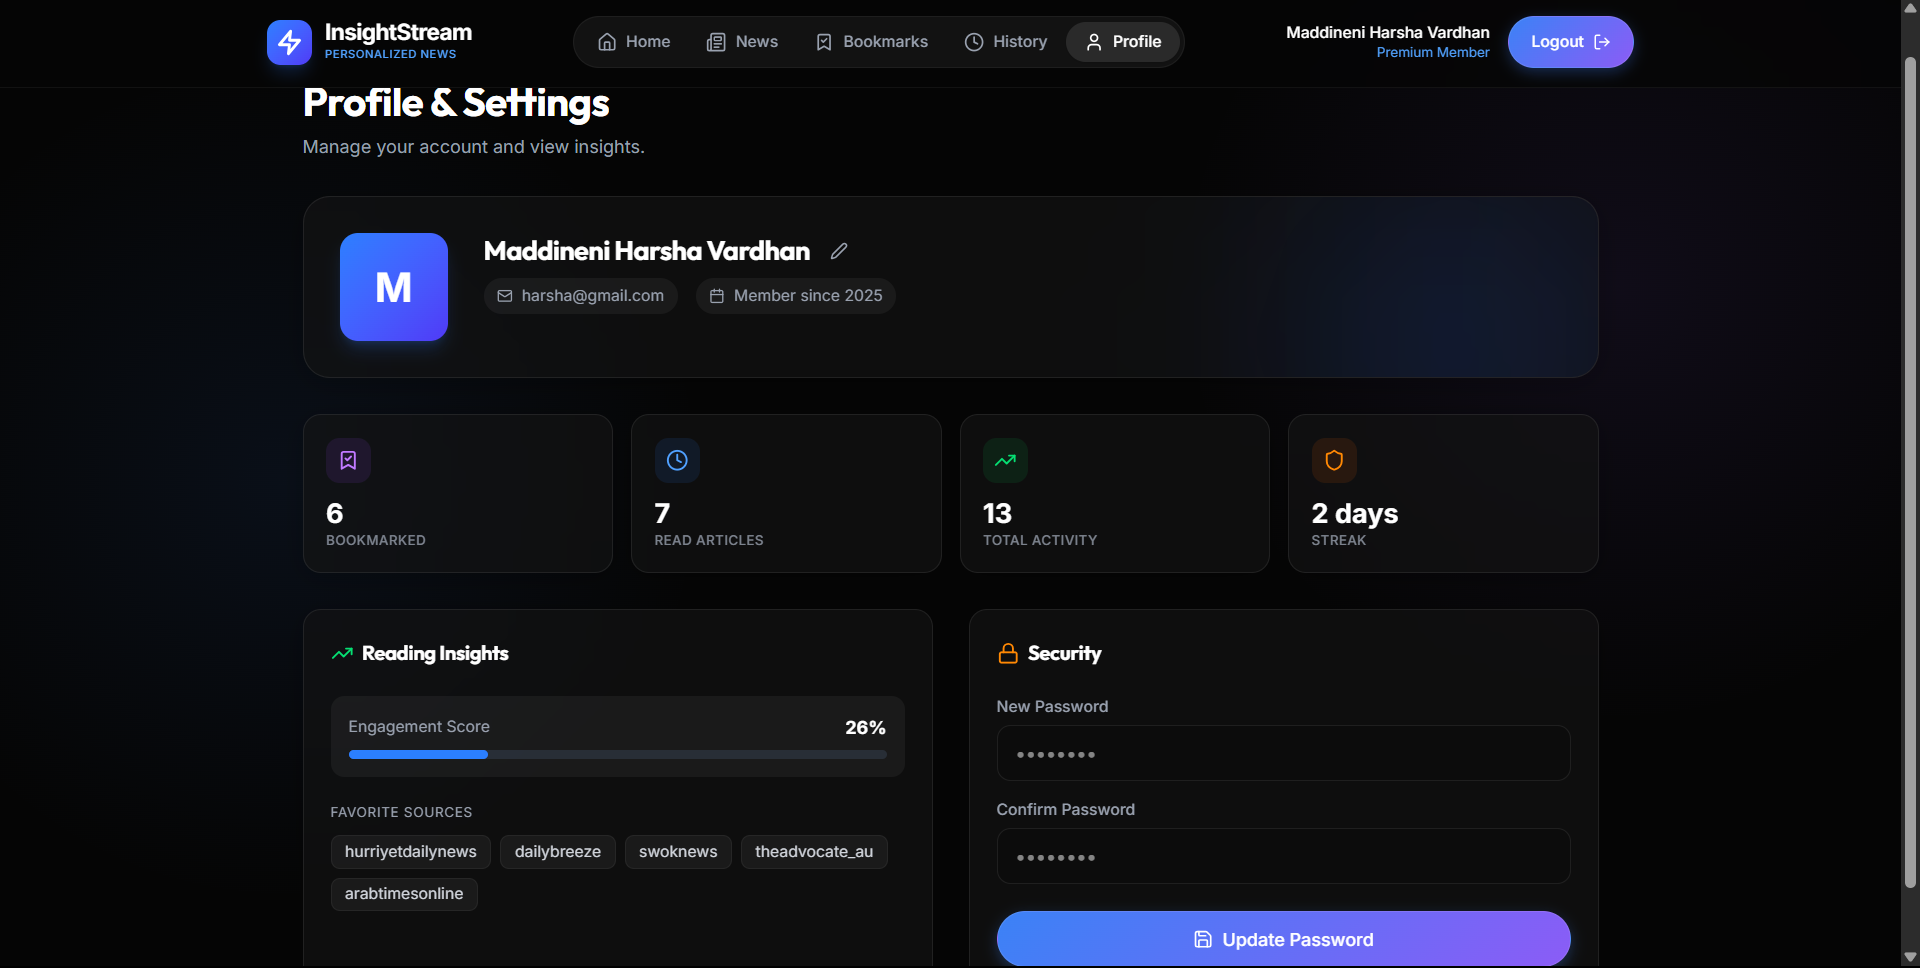 InsightStream
PERSONALIZED NEWS
Home
News
Bookmarks
History
Profile
Maddineni Harsha Vardhan
Premium Member
Logout
Profile & Settings
Manage your account and view insights.
M
Maddineni Harsha Vardhan
harsha@gmail.com
Member since 2025
6
BOOKMARKED
7
READ ARTICLES
13
TOTAL ACTIVITY
2 days
STREAK
Reading Insights
Engagement Score
26%
FAVORITE SOURCES
hurriyetdailynews
dailybreeze
swoknews
theadvocate_au
arabtimesonline
Security
New Password
••••••••
Confirm Password
••••••••
Update Password